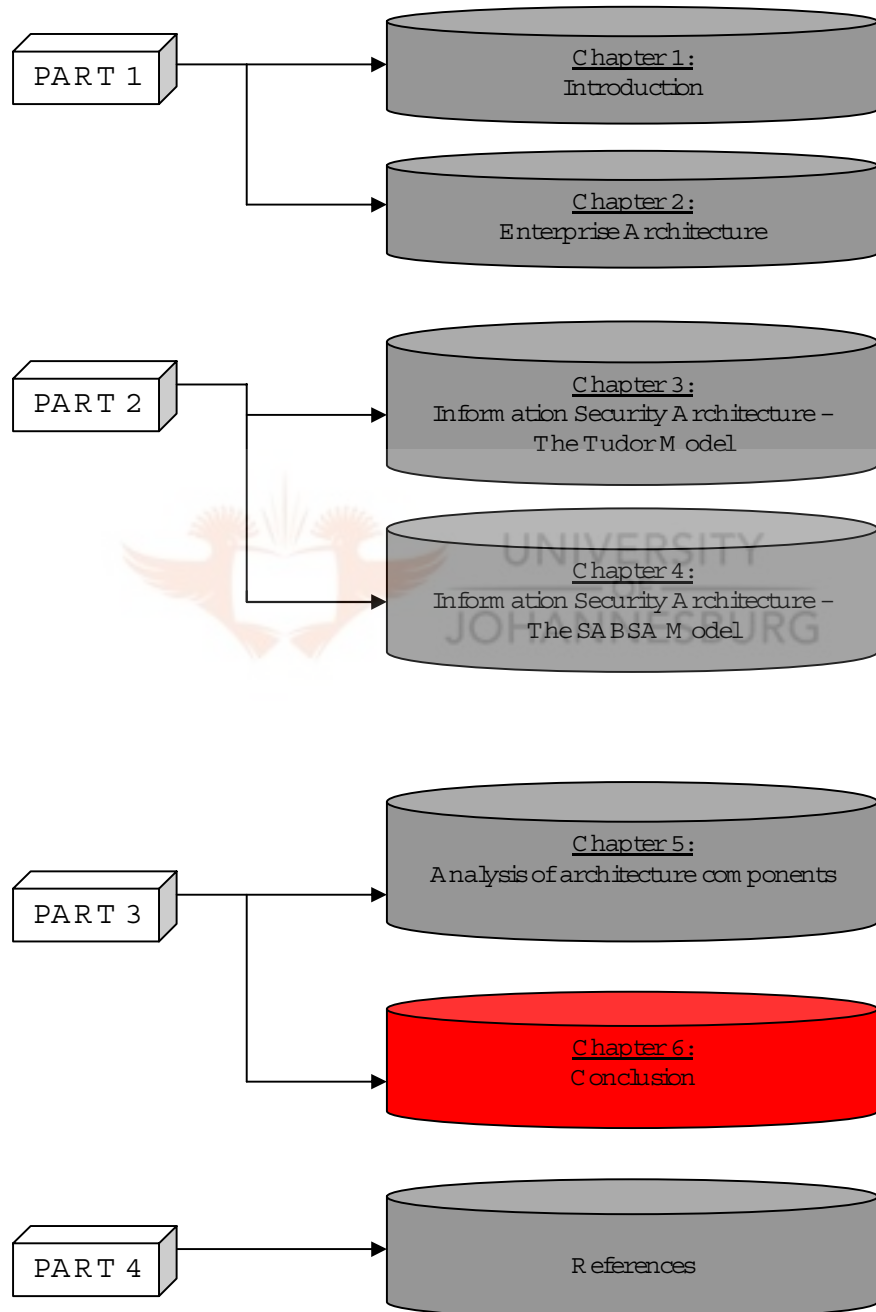 PART 1
Chapter 1:
Introduction
Chapter 2:
Enterprise Architecture
PART 2
Chapter 3:
Information Security Architecture –
The Tudor Model
UNIVERSITY
OF
JOHANNESBURG
Chapter 4:
Information Security Architecture –
The SABSA Model
PART 3
Chapter 5:
Analysis of architecture components
Chapter 6:
Conclusion
PART 4
References